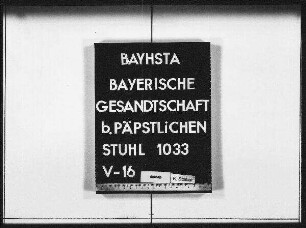 BAYHSTA
BAYERISCHE
GESANDTSCHAFT
b. PÄPSTLiCHEN
STUHL 1033
V-16